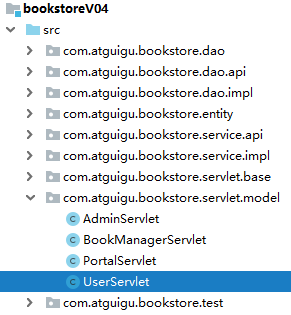 bookstoreV04
src
com.atguigu.bookstore.dao
com.atguigu.bookstore.dao.api
com.atguigu.bookstore.dao.impl
com.atguigu.bookstore.entity
com.atguigu.bookstore.service.api
com.atguigu.bookstore.service.impl
com.atguigu.bookstore.servlet.base
com.atguigu.bookstore.servlet.model
AdminServlet
BookManagerServlet
PortalServlet
UserServlet
com.atguigu.bookstore.test